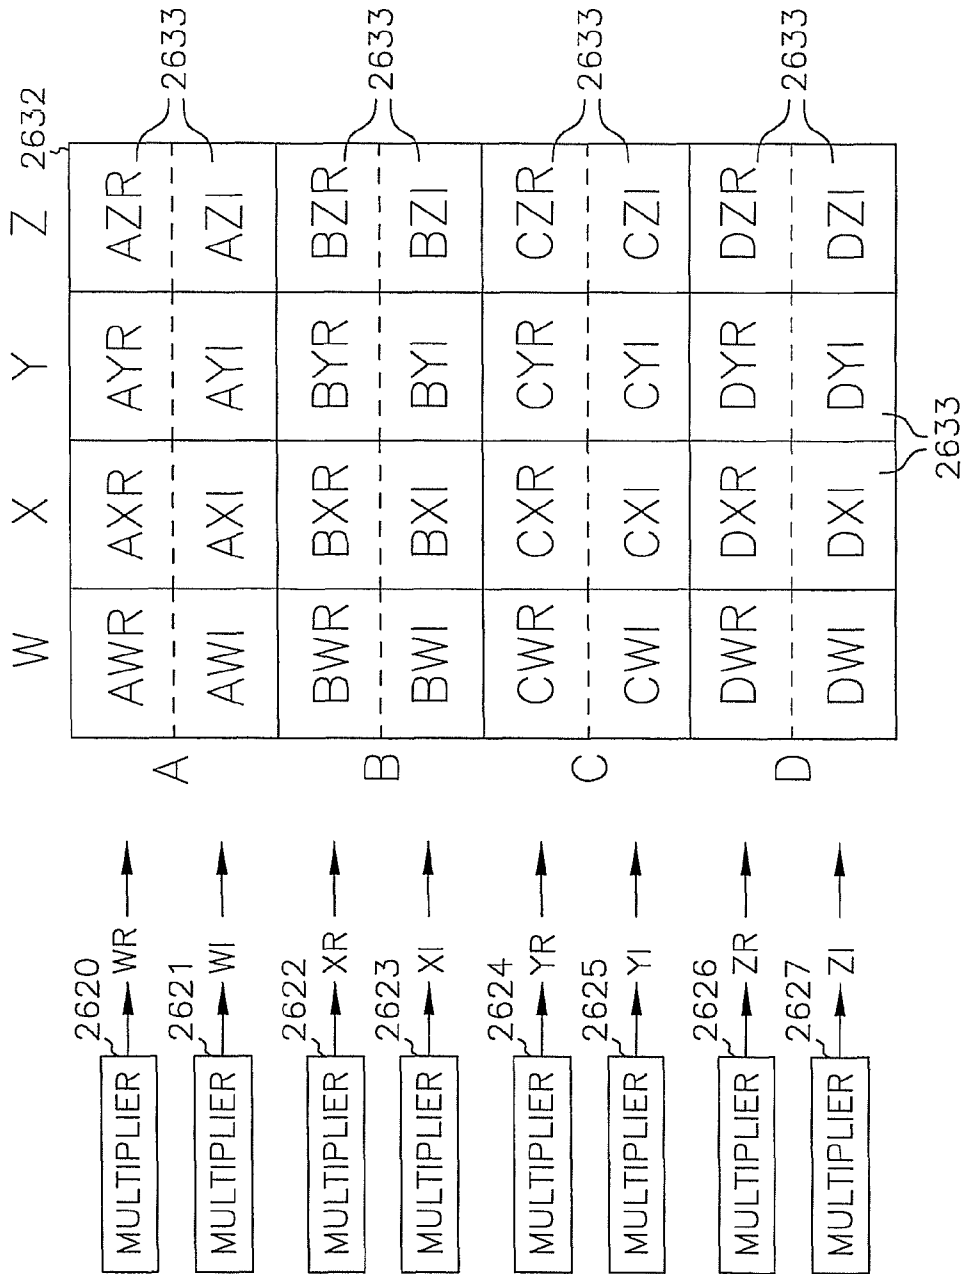 W X Y Z 2632
AWR AXR AYR AZR
A 2633
AWI AXI AYI AZI
BWR BXR BYR BZR
B 2633
BWI BXI BYI BZI
CWR CXR CYR CZR
C 2633
CWI CXI CYI CZI
DWR DXR DYR DZR
D 2633
DWI DXI DYI DZI
2633
MULTIPLIER 2620 WR
MULTIPLIER 2621 WI
MULTIPLIER 2622 XR
MULTIPLIER 2623 XI
MULTIPLIER 2624 YR
MULTIPLIER 2625 YI
MULTIPLIER 2626 ZR
MULTIPLIER 2627 ZI